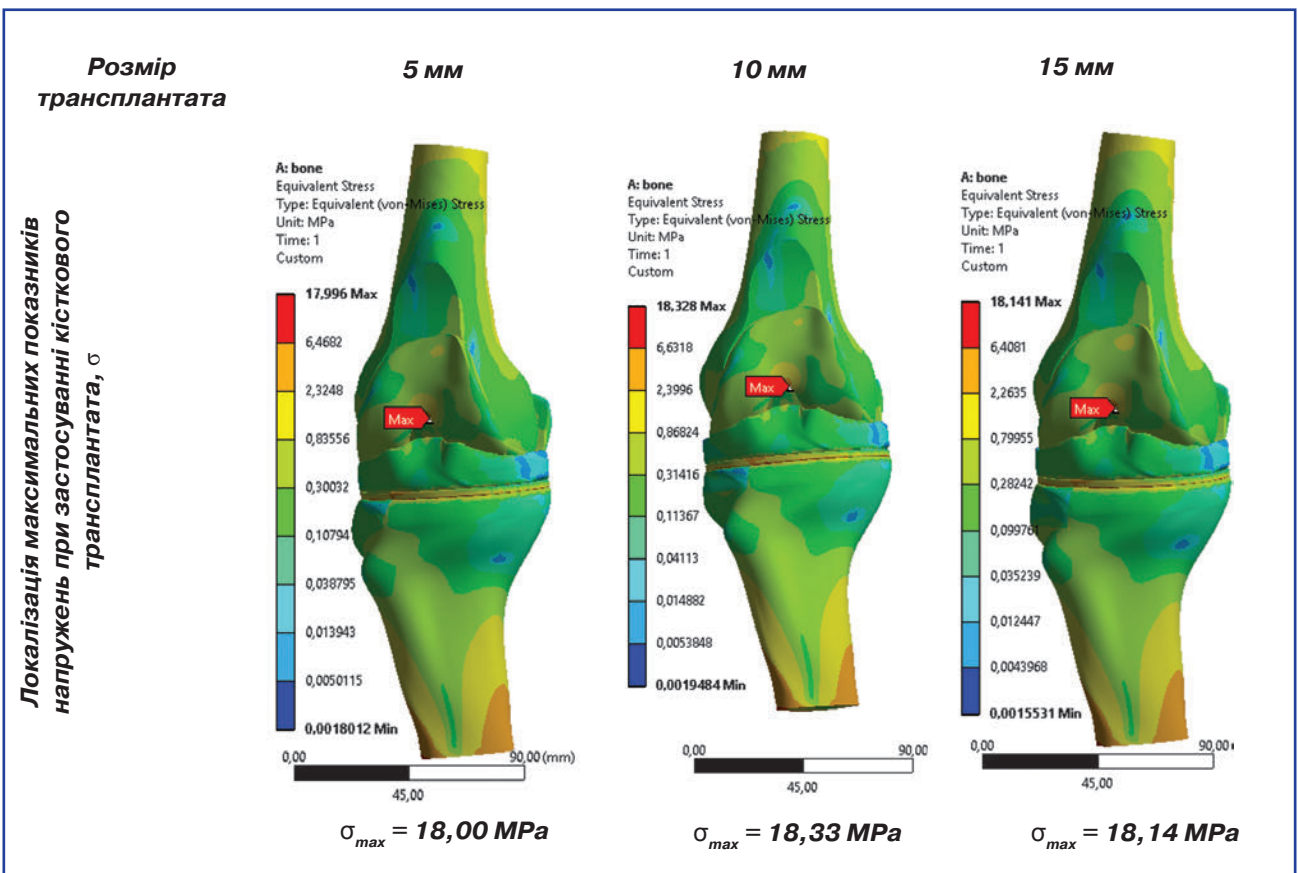 Розмір
трансплантата
5 мм
10 мм
15 мм
Локалізація максимальних показників
напружень при застосуванні кісткового
трансплантата, σ
A: bone
Equivalent Stress
Type: Equivalent (von-Mises) Stress
Unit: MPa
Time: 1
Custom
17,996 Max
6,4682
2,3248
0,83556
0,30032
0,10794
0,038795
0,013943
0,0050115
0,0018012 Min
Max
0,00
90,00 (mm)
45,00
σmax = 18,00 MPa
A: bone
Equivalent Stress
Type: Equivalent (von-Mises) Stress
Unit: MPa
Time: 1
Custom
18,328 Max
6,6318
2,3996
0,86824
0,31416
0,11367
0,04113
0,014882
0,0053848
0,0019484 Min
Max
0,00
90,00
45,00
σmax = 18,33 MPa
A: bone
Equivalent Stress
Type: Equivalent (von-Mises) Stress
Unit: MPa
Time: 1
Custom
18,141 Max
6,4081
2,2635
0,79955
0,28242
0,099761
0,035239
0,012447
0,0043968
0,0015531 Min
Max
0,00
90,00
45,00
σmax = 18,14 MPa